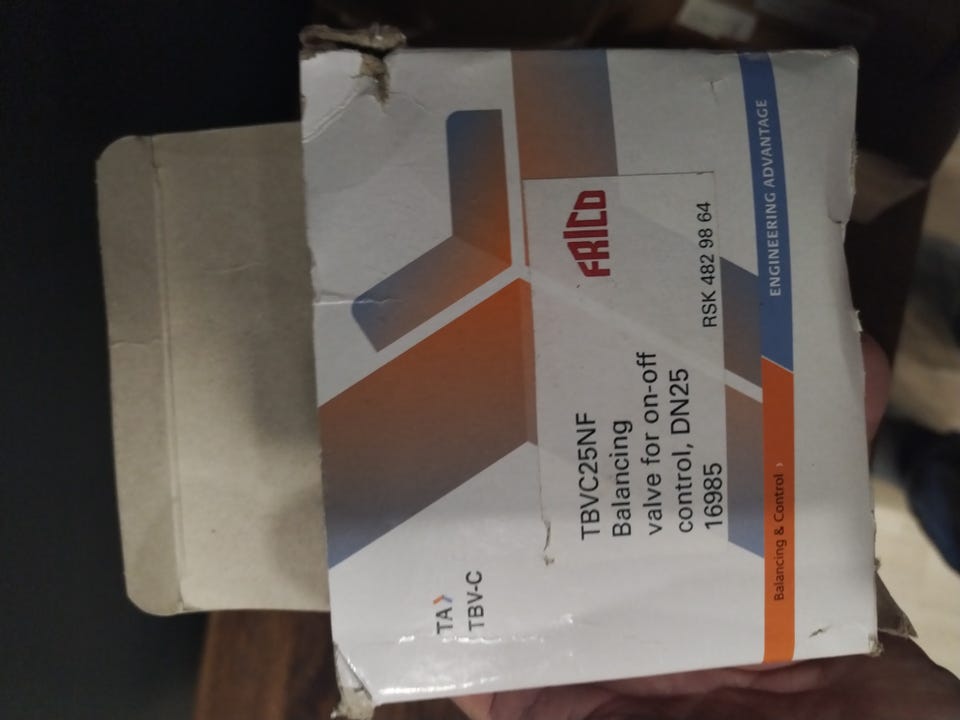 TA
TBV-C
FRICO
TBVC25NF
Balancing
valve for on-off
control, DN25
16985
RSK 482 98 64
Balancing & Control ›
ENGINEERING ADVANTAGE